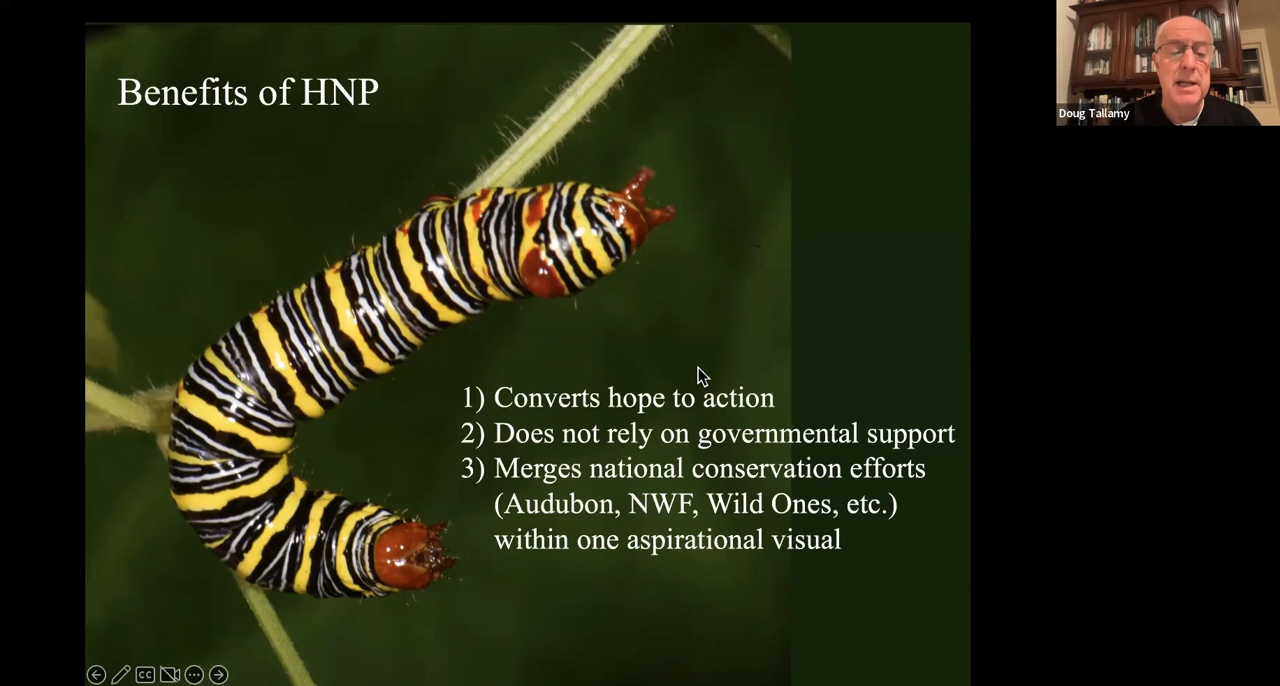 Benefits of HNP
Doug Tallamy
1) Converts hope to action
2) Does not rely on governmental support
3) Merges national conservation efforts
(Audubon, NWF, Wild Ones, etc.)
within one aspirational visual
CC